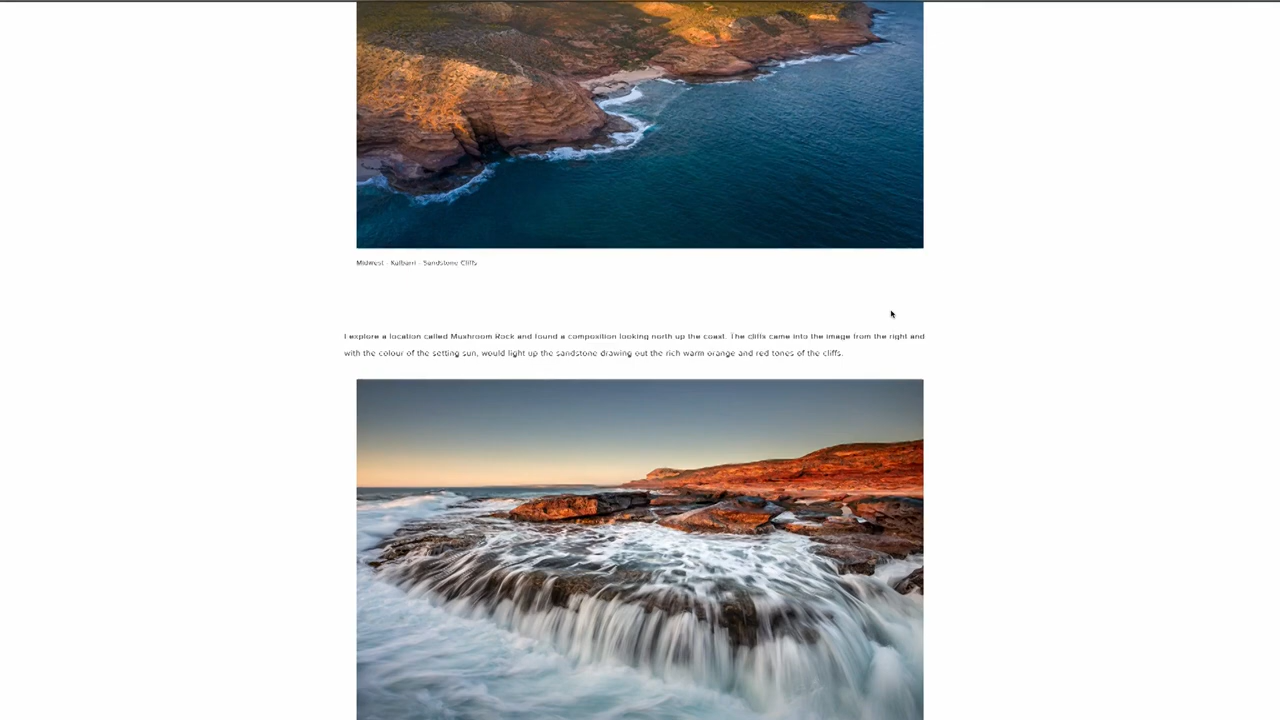 Midwest - Kalbarri - Sandstone Cliffs
I explore a location called Mushroom Rock and found a composition looking north up the coast. The cliffs came into the image from the right and
with the colour of the setting sun, would light up the sandstone drawing out the rich warm orange and red tones of the cliffs.